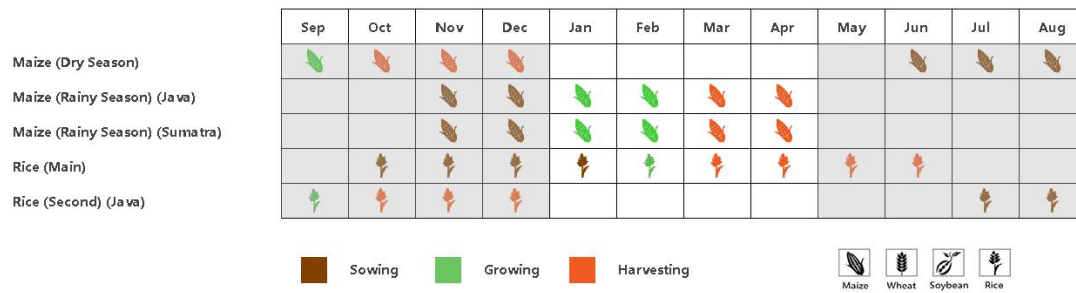 Sep Oct Nov Dec Jan Feb Mar Apr May Jun Jul Aug
Maize (Dry Season)
Maize (Rainy Season) (Java)
Maize (Rainy Season) (Sumatra)
Rice (Main)
Rice (Second) (Java)
Sowing Growing Harvesting
Maize Wheat Soybean Rice